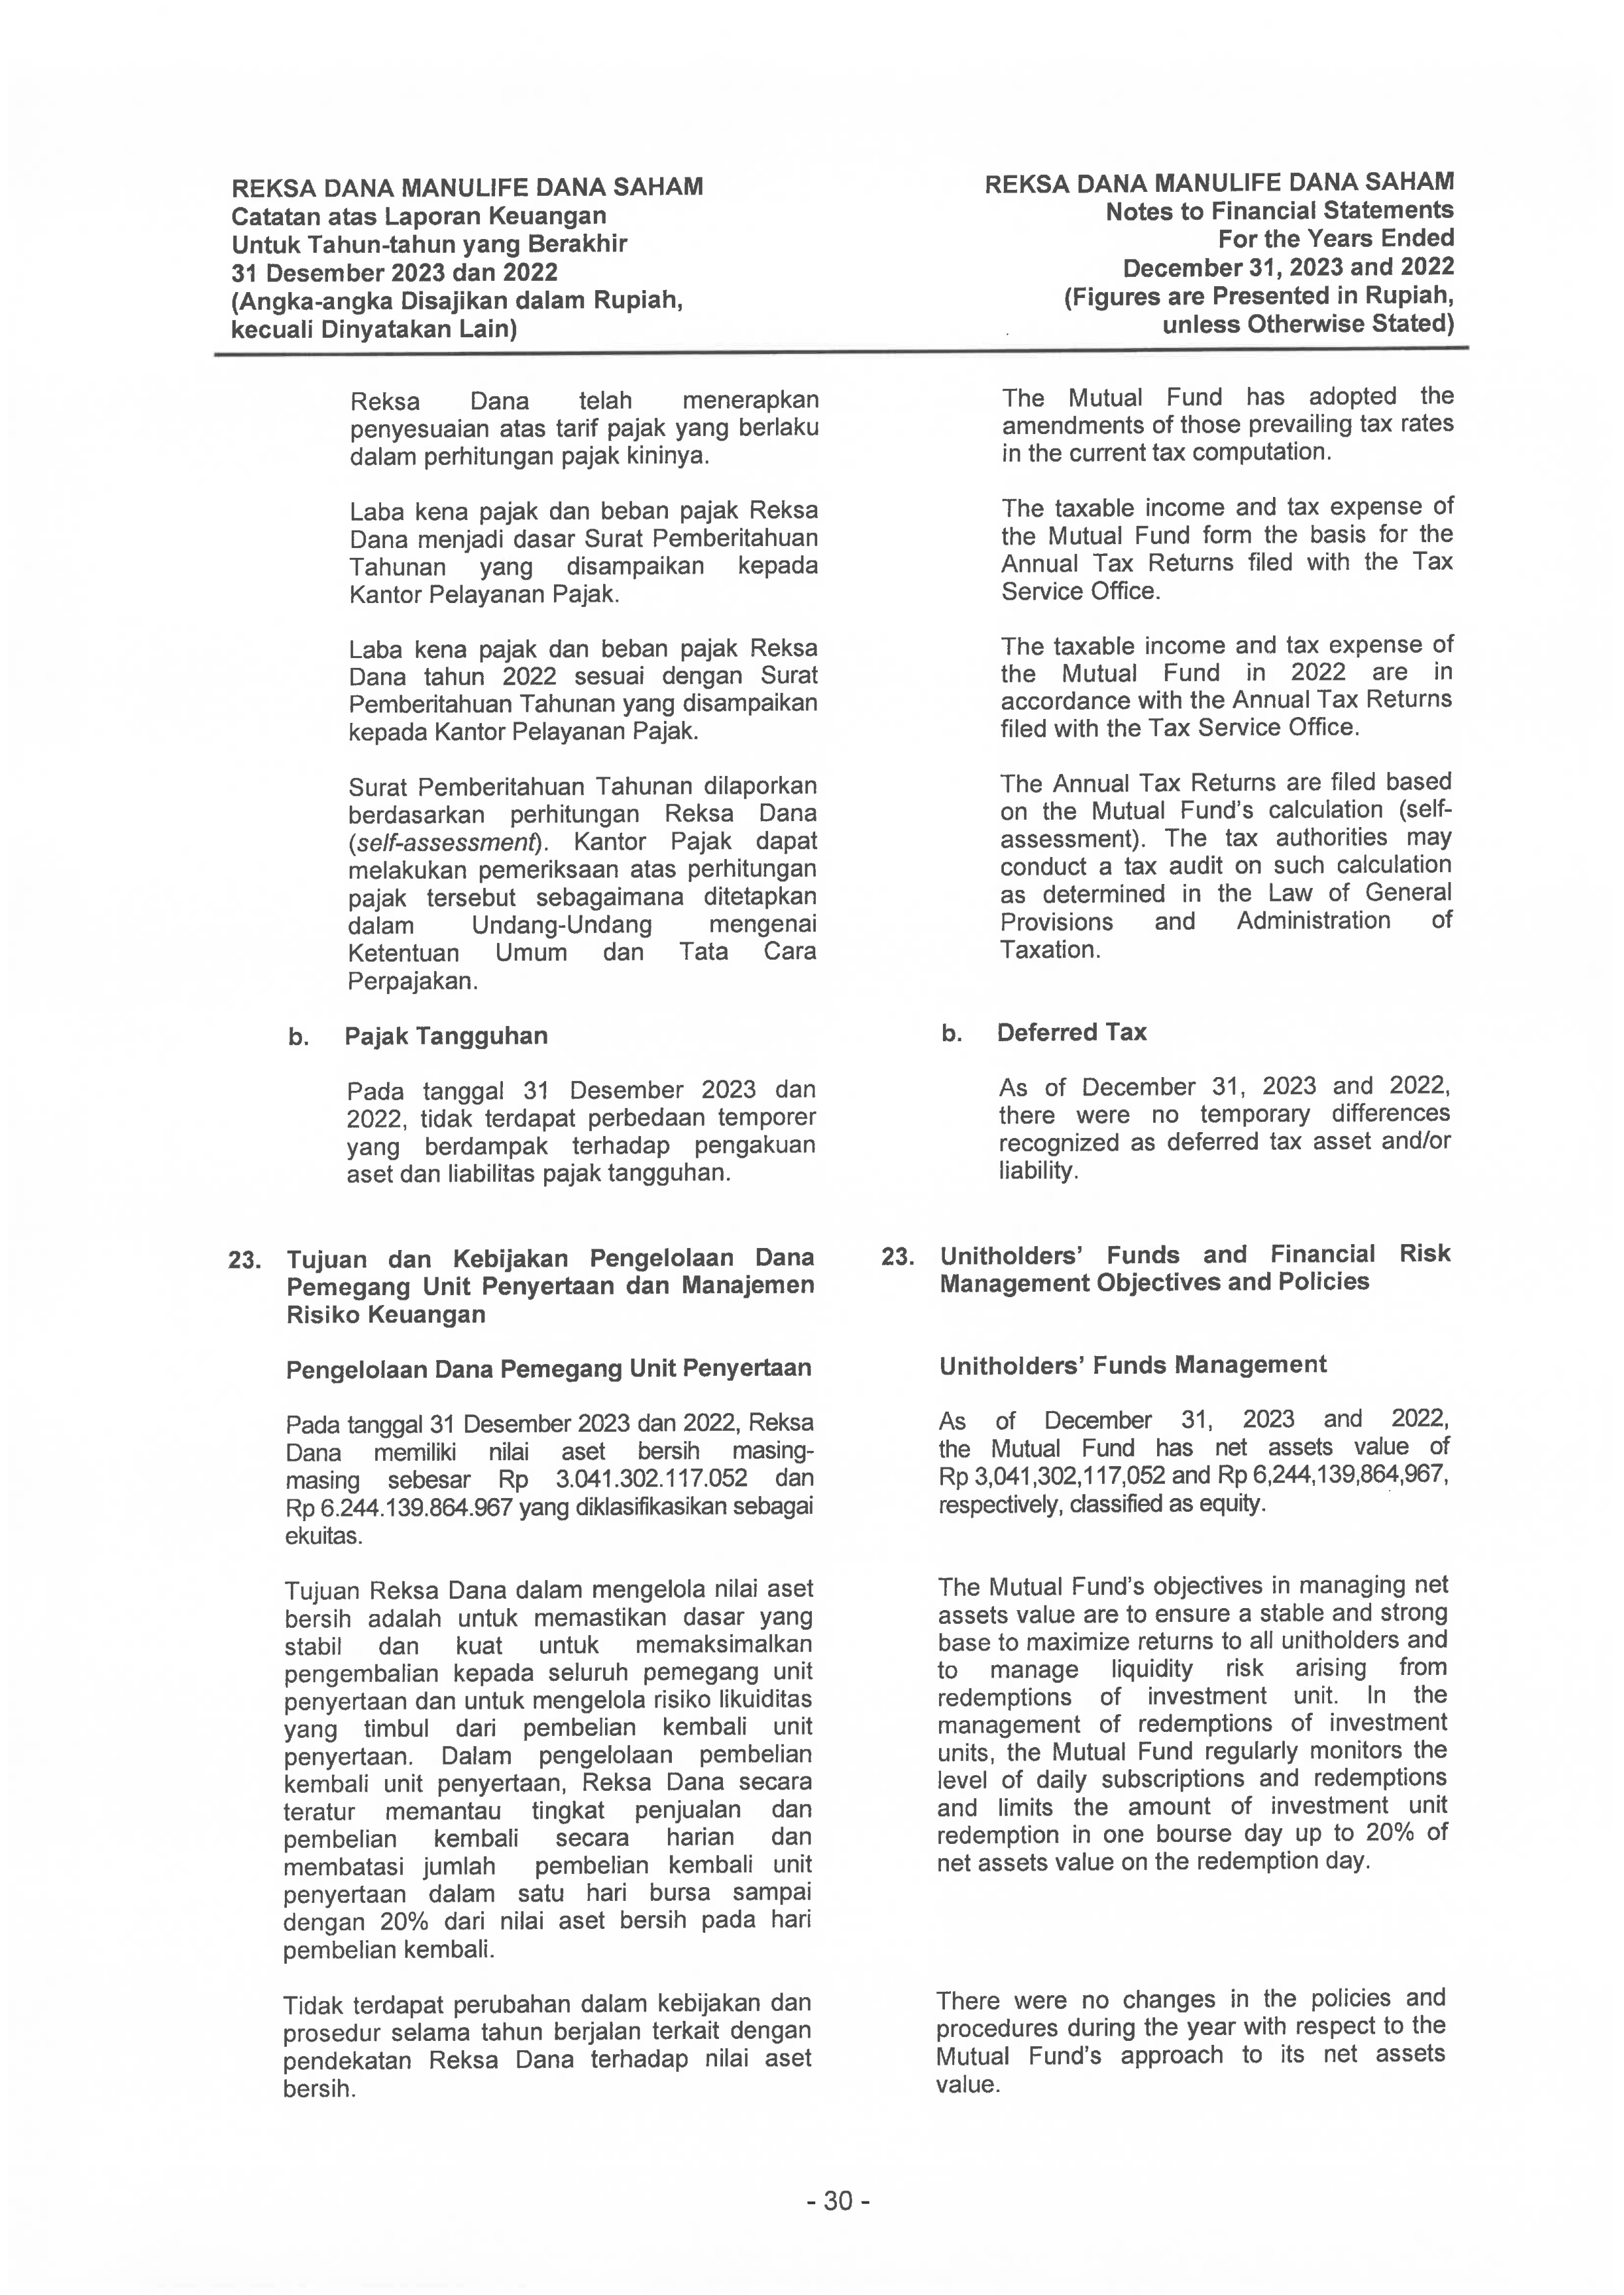 REKSA DANA MANULIFE DANA SAHAM
Catatan atas Laporan Keuangan
Untuk Tahun-tahun yang Berakhir
31 Desember 2023 dan 2022
(Angka-angka Disajikan dalam Rupiah,
kecuali Dinyatakan Lain)
REKSA DANA MANULIFE DANA SAHAM
Notes to Financial Statements
For the Years Ended
December 31, 2023 and 2022
(Figures are Presented in Rupiah,
unless Otherwise Stated)
Reksa Dana telah menerapkan
penyesuaian atas tarif pajak yang berlaku
dalam perhitungan pajak kininya.
Laba kena pajak dan beban pajak Reksa
Dana menjadi dasar Surat Pemberitahuan
Tahunan yang disampaikan kepada
Kantor Pelayanan Pajak.
Laba kena pajak dan beban pajak Reksa
Dana tahun 2022 sesuai dengan Surat
Pemberitahuan Tahunan yang disampaikan
kepada Kantor Pelayanan Pajak.
Surat Pemberitahuan Tahunan dilaporkan
berdasarkan perhitungan Reksa Dana
(self-assessment). Kantor Pajak dapat
melakukan pemeriksaan atas perhitungan
pajak tersebut sebagaimana ditetapkan
dalam Undang-Undang mengenai
Ketentuan Umum dan Tata Cara
Perpajakan.
b. Pajak Tangguhan
Pada tanggal 31 Desember 2023 dan
2022, tidak terdapat perbedaan temporer
yang berdampak terhadap pengakuan
aset dan liabilitas pajak tangguhan.
23. Tujuan dan Kebijakan Pengelolaan Dana
Pemegang Unit Penyertaan dan Manajemen
Risiko Keuangan
Pengelolaan Dana Pemegang Unit Penyertaan
Pada tanggal 31 Desember 2023 dan 2022, Reksa
Dana memiliki nilai aset bersih masing-
masing sebesar Rp 3.041.302.117.052 dan
Rp 6.244.139.864.967 yang diklasifikasikan sebagai
ekuitas.
Tujuan Reksa Dana dalam mengelola nilai aset
bersih adalah untuk memastikan dasar yang
stabil dan kuat untuk memaksimalkan
pengembalian kepada seluruh pemegang unit
penyertaan dan untuk mengelola risiko likuiditas
yang timbul dari pembelian kembali unit
penyertaan. Dalam pengelolaan pembelian
kembali unit penyertaan, Reksa Dana secara
teratur memantau tingkat penjualan dan
pembelian kembali secara harian dan
membatasi jumlah pembelian kembali unit
penyertaan dalam satu hari bursa sampai
dengan 20% dari nilai aset bersih pada hari
pembelian kembali.
Tidak terdapat perubahan dalam kebijakan dan
prosedur selama tahun berjalan terkait dengan
pendekatan Reksa Dana terhadap nilai aset
bersih.
The Mutual Fund has adopted the
amendments of those prevailing tax rates
in the current tax computation.
The taxable income and tax expense of
the Mutual Fund form the basis for the
Annual Tax Returns filed with the Tax
Service Office.
The taxable income and tax expense of
the Mutual Fund in 2022 are in
accordance with the Annual Tax Returns
filed with the Tax Service Office.
The Annual Tax Returns are filed based
on the Mutual Fund's calculation (self-
assessment). The tax authorities may
conduct a tax audit on such calculation
as determined in the Law of General
Provisions and Administration of
Taxation.
b. Deferred Tax
As of December 31, 2023 and 2022,
there were no temporary differences
recognized as deferred tax asset and/or
liability.
23. Unitholders' Funds and Financial Risk
Management Objectives and Policies
Unitholders' Funds Management
As of December 31, 2023 and 2022,
the Mutual Fund has net assets value of
Rp 3,041,302,117,052 and Rp 6,244,139,864,967,
respectively, classified as equity.
The Mutual Fund's objectives in managing net
assets value are to ensure a stable and strong
base to maximize returns to all unitholders and
to manage liquidity risk arising from
redemptions of investment unit. In the
management of redemptions of investment
units, the Mutual Fund regularly monitors the
level of daily subscriptions and redemptions
and limits the amount of investment unit
redemption in one bourse day up to 20% of
net assets value on the redemption day.
There were no changes in the policies and
procedures during the year with respect to the
Mutual Fund's approach to its net assets
value.
- 30 -